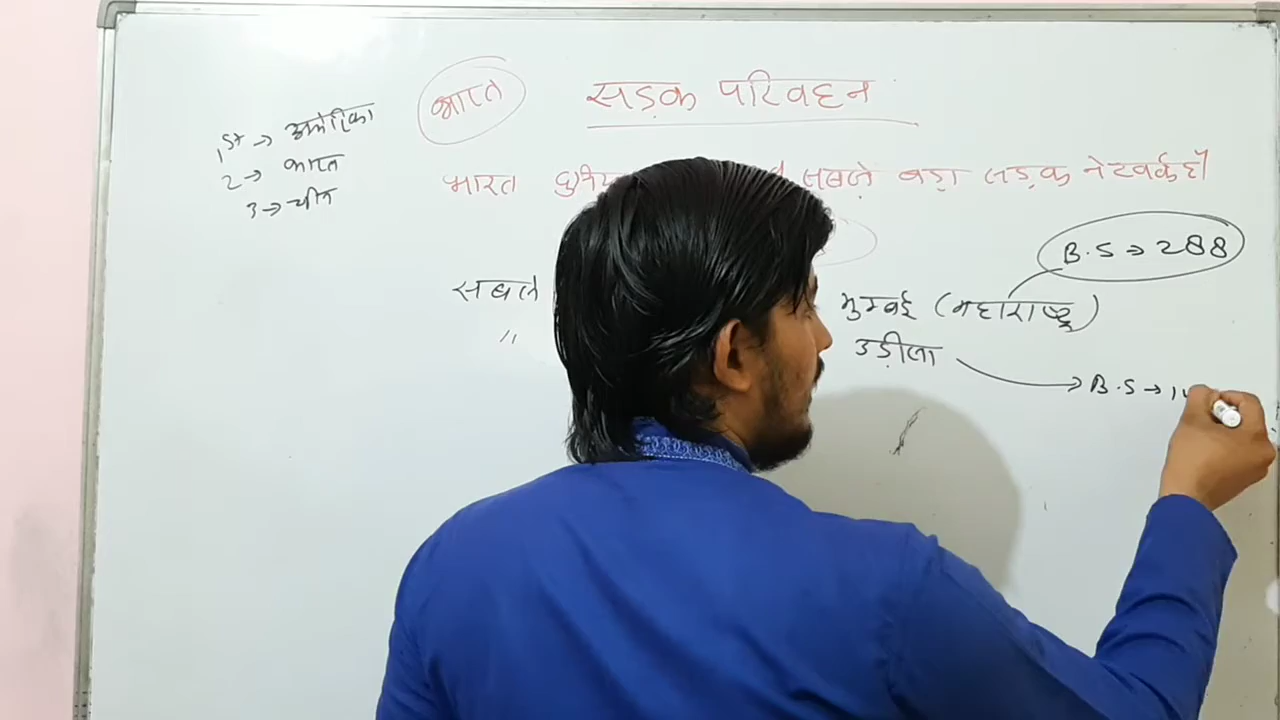 भारत सड़क परिवहन
1st → अमेरिका
2 → भारत
3 → चीन
भारत सबसे बड़ा सड़क नेटवर्क है
B.S → 288
सबसे मुम्बई (महाराष्ट्र)
" उड़ीसा → B.S → 14